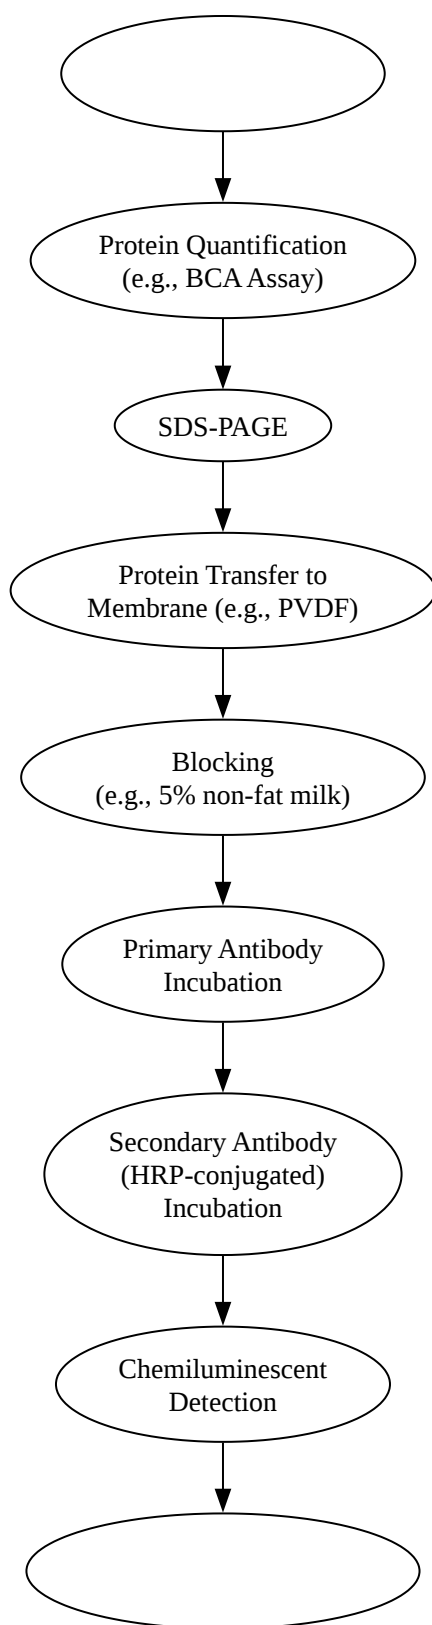 Protein Quantification
(e.g., BCA Assay)
SDS-PAGE
Protein Transfer to
Membrane (e.g., PVDF)
Blocking
(e.g., 5% non-fat milk)
Primary Antibody
Incubation
Secondary Antibody
(HRP-conjugated)
Incubation
Chemiluminescent
Detection